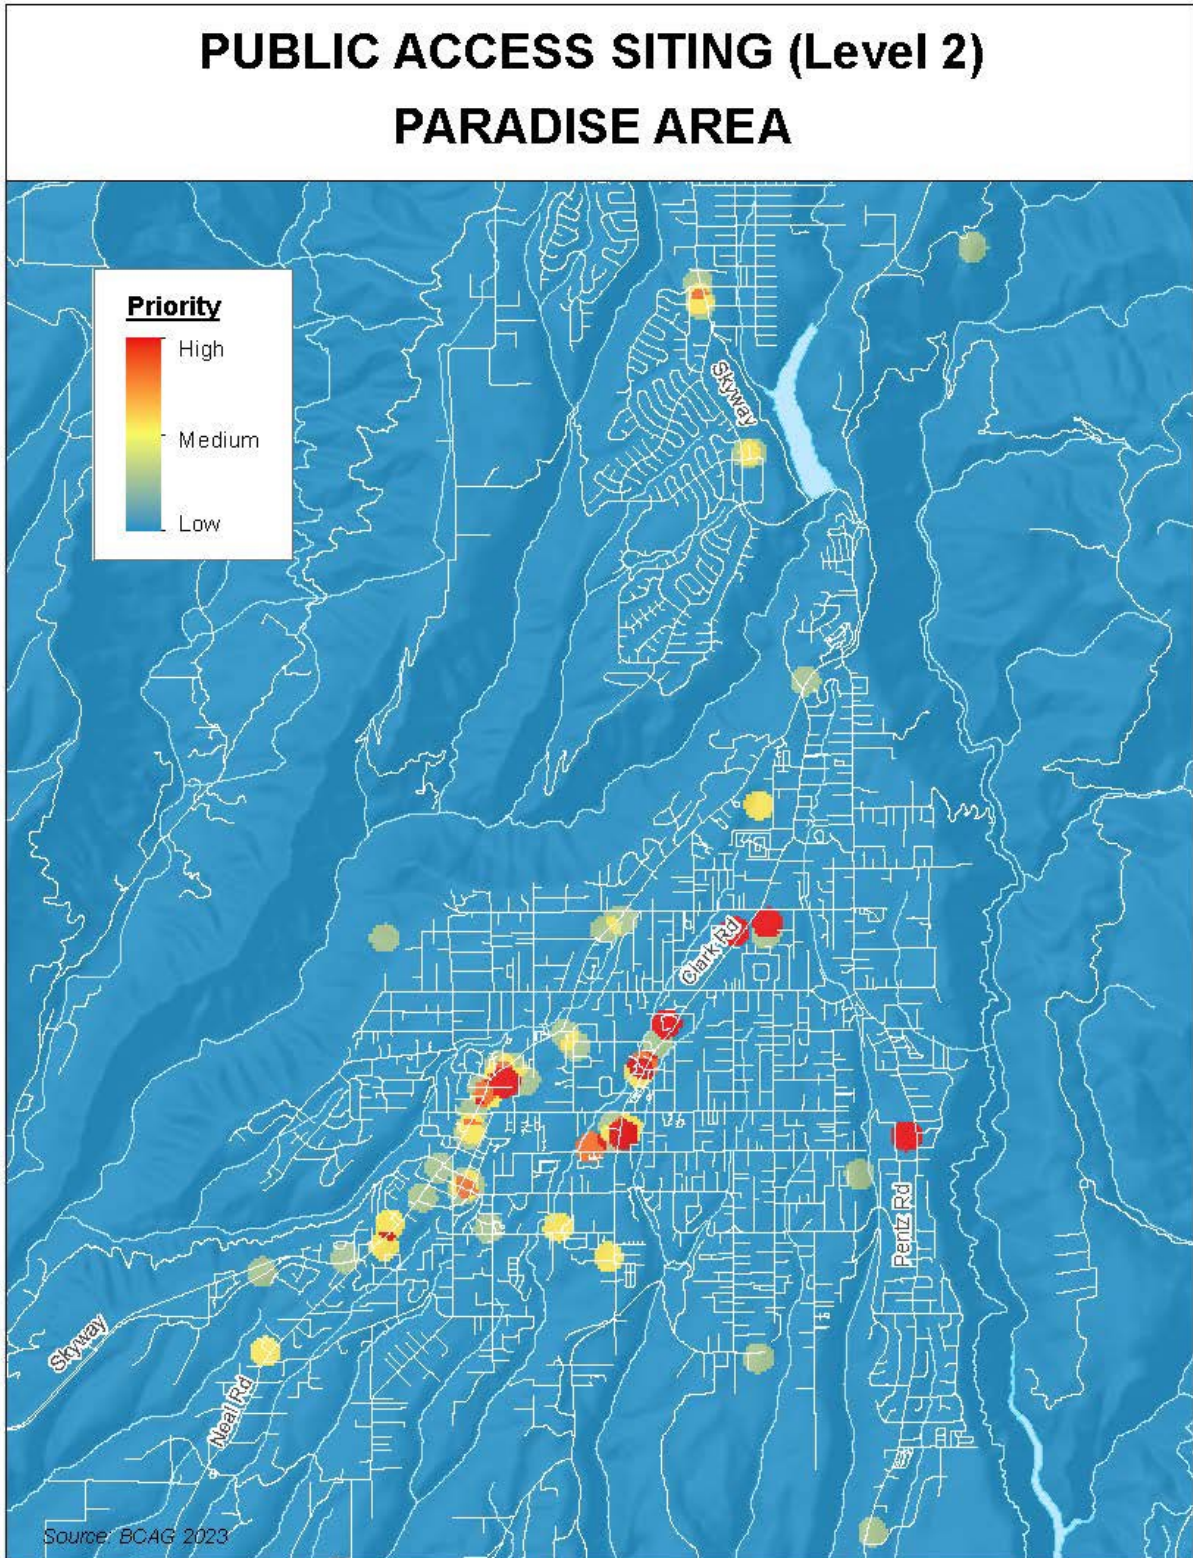 PUBLIC ACCESS SITING (Level 2)
PARADISE AREA
Priority
High
Medium
Low
Skyway
Clark Rd
Pentz Rd
Skyway
Neal Rd
Source: BCAG 2023